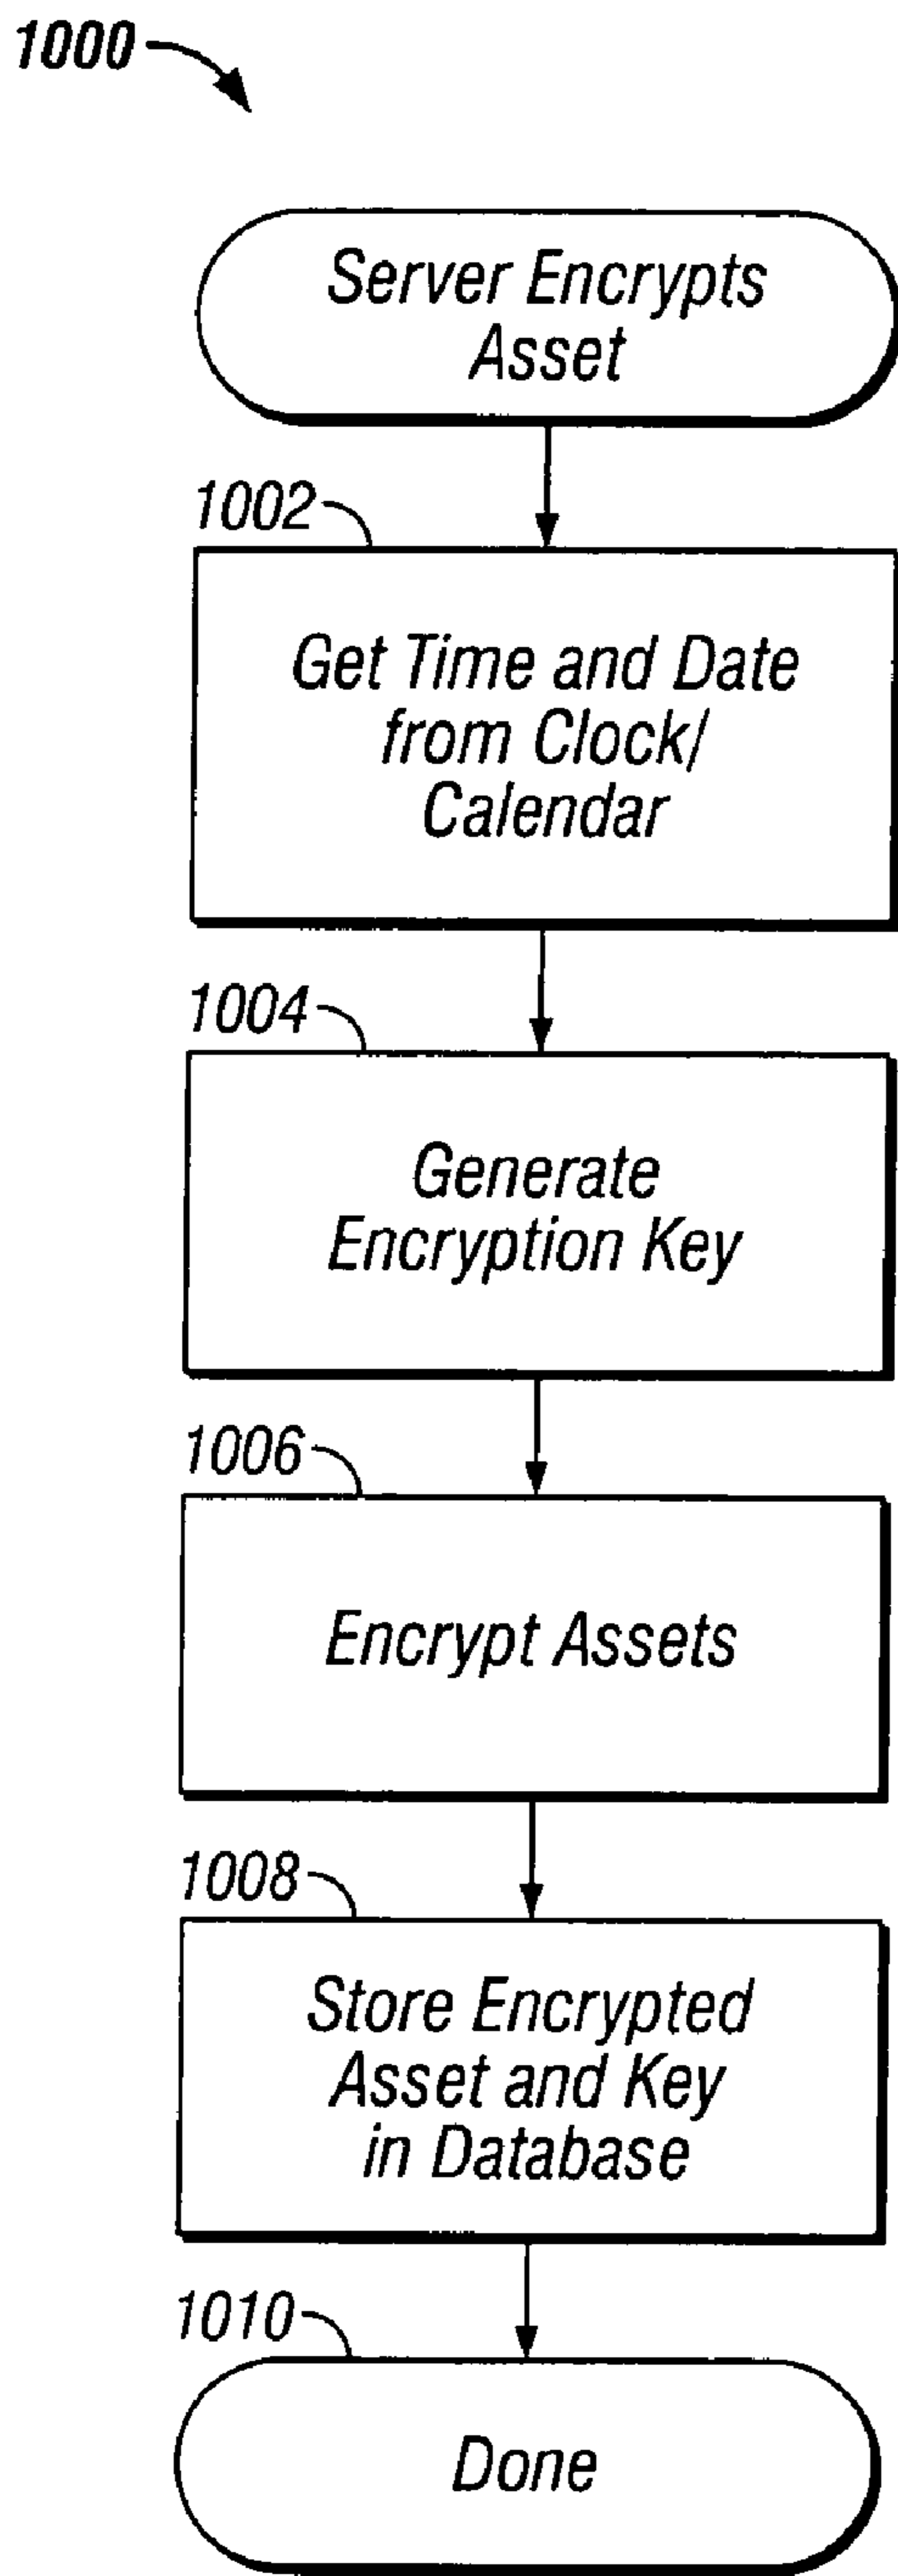 1000
Server Encrypts
Asset
1002
Get Time and Date
from Clock/
Calendar
1004
Generate
Encryption Key
1006
Encrypt Assets
1008
Store Encrypted
Asset and Key
in Database
1010
Done